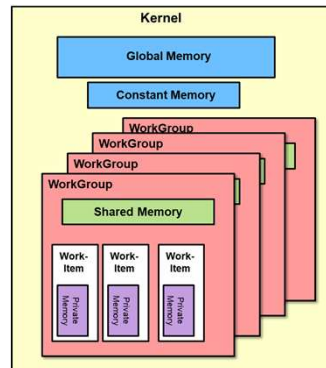 Kernel
Global Memory
Constant Memory
WorkGroup
WorkGroup
WorkGroup
WorkGroup
Shared Memory
Work-
Item
Private
Memory
Work-
Item
Private
Memory
Work-
Item
Private
Memory